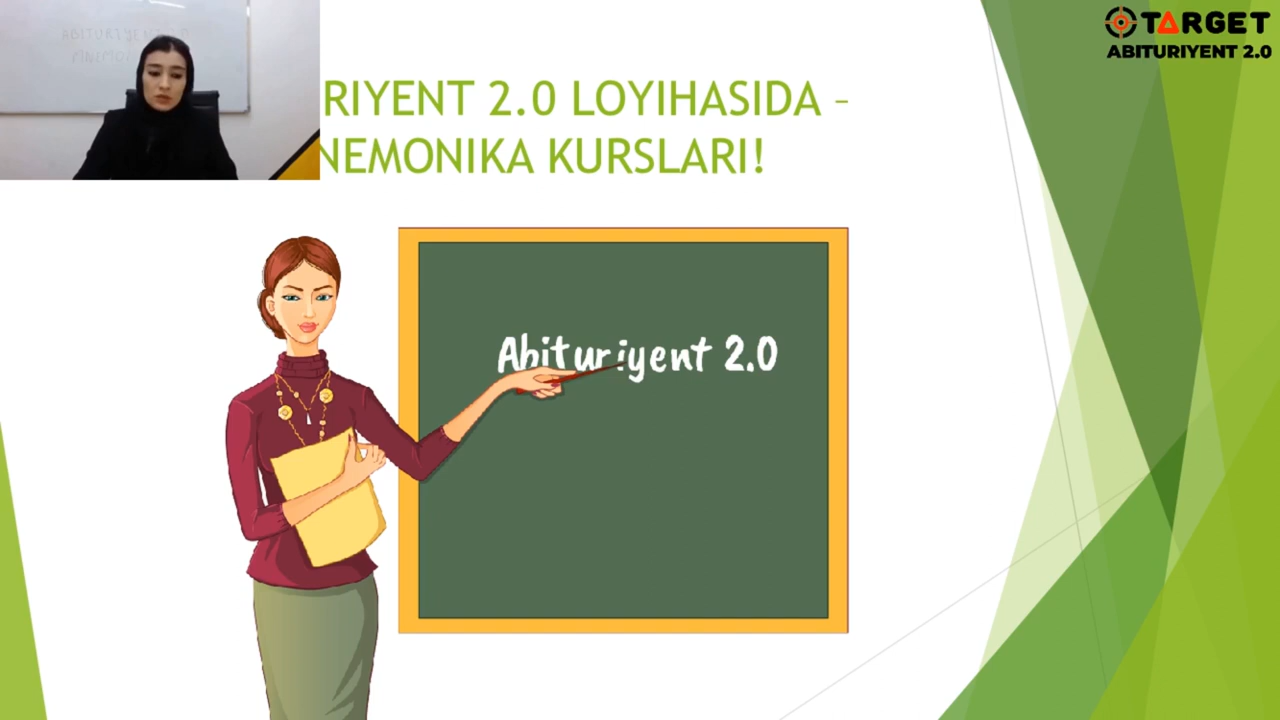 TARGET
ABITURIYENT 2.0
RIYENT 2.0 LOYIHASIDA –
NEMONIKA KURSLARI!
Abituriyent 2.0